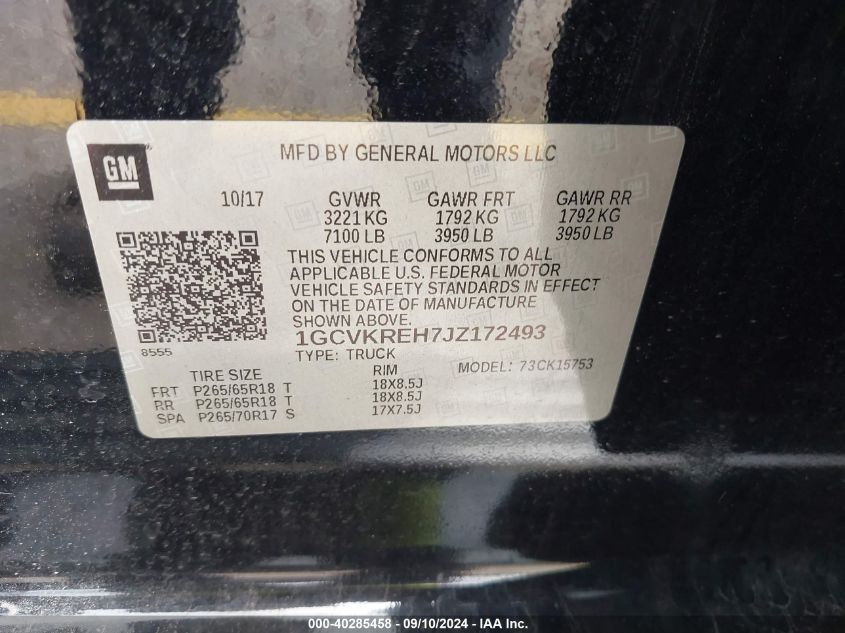 GM
MFD BY GENERAL MOTORS LLC
10/17 GVWR GAWR FRT GAWR RR
3221 KG 1792 KG 1792 KG
7100 LB 3950 LB 3950 LB
THIS VEHICLE CONFORMS TO ALL
APPLICABLE U.S. FEDERAL MOTOR
VEHICLE SAFETY STANDARDS IN EFFECT
ON THE DATE OF MANUFACTURE
SHOWN ABOVE.
1GCVKREH7JZ172493
8555
TYPE: TRUCK MODEL: 73CK15753
TIRE SIZE RIM
FRT P265/65R18 T 18X8.5J
RR P265/65R18 T 18X8.5J
SPA P265/70R17 S 17X7.5J
000-40285458 - 09/10/2024 - IAA Inc.